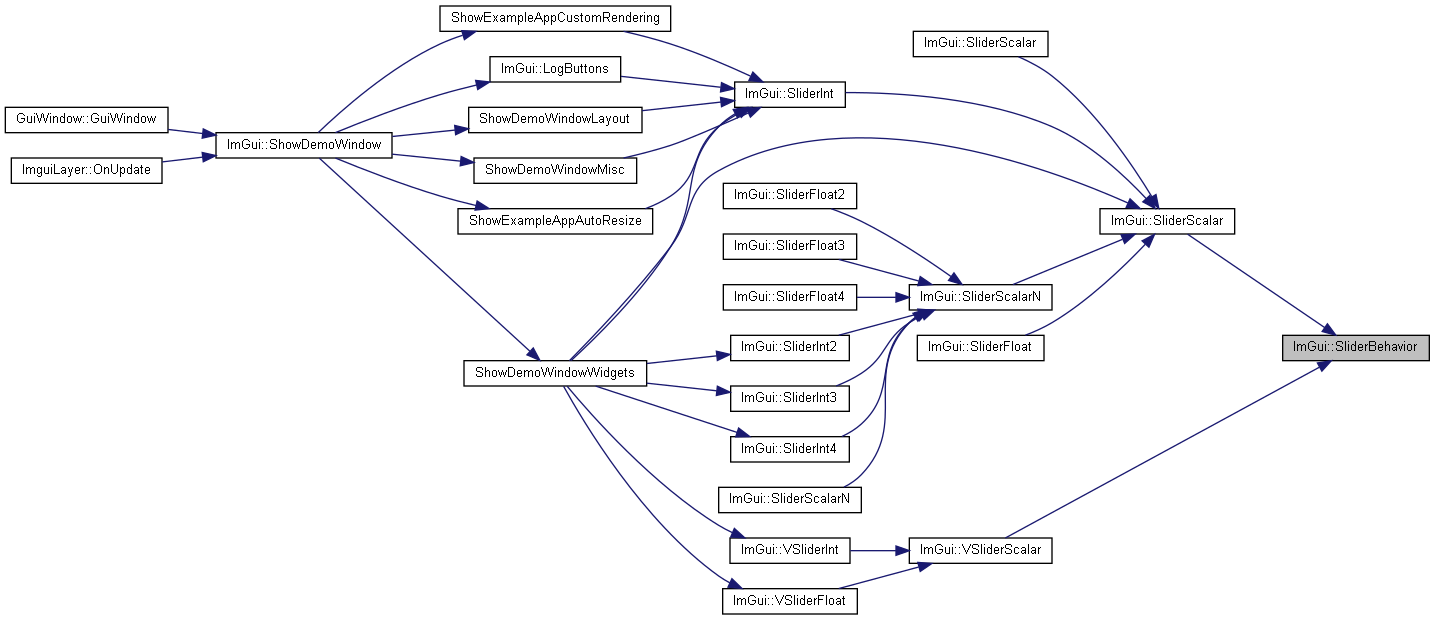 ShowExampleAppCustomRendering
ImGui::SliderScalar
ImGui::LogButtons
ImGui::SliderInt
GuiWindow::GuiWindow
ShowDemoWindowLayout
ImGui::ShowDemoWindow
ImguiLayer::OnUpdate
ShowDemoWindowMisc
ImGui::SliderFloat2
ShowExampleAppAutoResize
ImGui::SliderScalar
ImGui::SliderFloat3
ImGui::SliderFloat4
ImGui::SliderScalarN
ImGui::SliderInt2
ImGui::SliderFloat
ImGui::SliderBehavior
ShowDemoWindowWidgets
ImGui::SliderInt3
ImGui::SliderInt4
ImGui::SliderScalarN
ImGui::VSliderInt
ImGui::VSliderScalar
ImGui::VSliderFloat